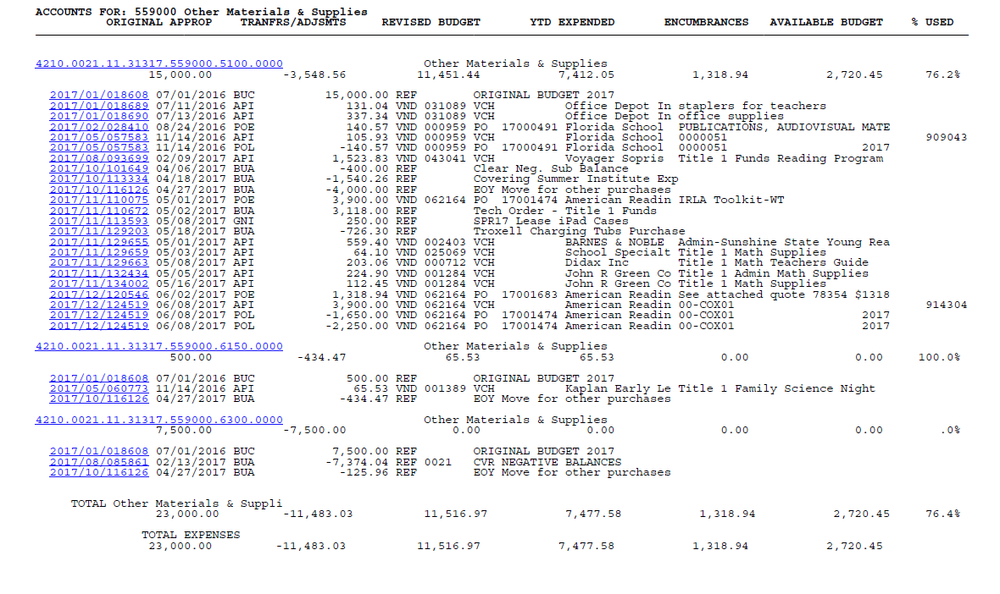 ACCOUNTS FOR: 559000 Other Materials & Supplies
ORIGINAL APPROP TRANFRS/ADJSMTS REVISED BUDGET YTD EXPENDED ENCUMBRANCES AVAILABLE BUDGET % USED
4210.0021.11.31317.559000.5100.0000 Other Materials & Supplies
15,000.00 -3,548.56 11,451.44 7,412.05 1,318.94 2,720.45 76.2%
2017/01/018608 07/01/2016 BUC 15,000.00 REF ORIGINAL BUDGET 2017
2017/01/018689 07/11/2016 API 131.04 VND 031089 VCH Office Depot In staplers for teachers
2017/01/018690 07/13/2016 API 337.34 VND 031089 VCH Office Depot In office supplies
2017/02/028410 08/24/2016 POE 140.57 VND 000959 PO 17000491 Florida School PUBLICATIONS, AUDIOVISUAL MATE
2017/05/057583 11/14/2016 API 105.93 VND 000959 VCH Florida School 0000051 909043
2017/05/057583 11/14/2016 POL -140.57 VND 000959 PO 17000491 Florida School 0000051 2017
2017/08/093699 02/09/2017 API 1,523.83 VND 043041 VCH Voyager Sopris Title 1 Funds Reading Program
2017/10/101649 04/06/2017 BUA -400.00 REF Clear Neg. Sub Balance
2017/10/113334 04/18/2017 BUA -1,540.26 REF Covering Summer Institute Exp
2017/10/116126 04/27/2017 BUA -4,000.00 REF EOY Move for other purchases
2017/11/110075 05/01/2017 POE 3,900.00 VND 062164 PO 17001474 American Readin IRLA Toolkit-WT
2017/11/110672 05/02/2017 BUA 3,118.00 REF Tech Order - Title 1 Funds
2017/11/113593 05/08/2017 GNI 250.00 REF SPR17 Lease iPad Cases
2017/11/129203 05/18/2017 BUA -726.30 REF Troxell Charging Tubs Purchase
2017/11/129655 05/01/2017 API 559.40 VND 002403 VCH BARNES & NOBLE Admin-Sunshine State Young Rea
2017/11/129659 05/03/2017 API 64.10 VND 025069 VCH School Specialt Title 1 Math Supplies
2017/11/129663 05/05/2017 API 203.06 VND 000712 VCH Didax Inc Title 1 Math Teachers Guide
2017/11/132434 05/05/2017 API 224.90 VND 001284 VCH John R Green Co Title 1 Admin Math Supplies
2017/11/134002 05/16/2017 API 112.45 VND 001284 VCH John R Green Co Title 1 Math Supplies
2017/12/120546 06/02/2017 POE 1,318.94 VND 062164 PO 17001683 American Readin See attached quote 78354 $1318
2017/12/124519 06/08/2017 API 3,900.00 VND 062164 VCH American Readin 00-COX01 914304
2017/12/124519 06/08/2017 POL -1,650.00 VND 062164 PO 17001474 American Readin 00-COX01 2017
2017/12/124519 06/08/2017 POL -2,250.00 VND 062164 PO 17001474 American Readin 00-COX01 2017
4210.0021.11.31317.559000.6150.0000 Other Materials & Supplies
500.00 -434.47 65.53 65.53 0.00 0.00 100.0%
2017/01/018608 07/01/2016 BUC 500.00 REF ORIGINAL BUDGET 2017
2017/05/060773 11/14/2016 API 65.53 VND 001389 VCH Kaplan Early Le Title 1 Family Science Night
2017/10/116126 04/27/2017 BUA -434.47 REF EOY Move for other purchases
4210.0021.11.31317.559000.6300.0000 Other Materials & Supplies
7,500.00 -7,500.00 0.00 0.00 0.00 0.00 .0%
2017/01/018608 07/01/2016 BUC 7,500.00 REF ORIGINAL BUDGET 2017
2017/08/085861 02/13/2017 BUA -7,374.04 REF 0021 CVR NEGATIVE BALANCES
2017/10/116126 04/27/2017 BUA -125.96 REF EOY Move for other purchases
TOTAL Other Materials & Suppli
23,000.00 -11,483.03 11,516.97 7,477.58 1,318.94 2,720.45 76.4%
TOTAL EXPENSES
23,000.00 -11,483.03 11,516.97 7,477.58 1,318.94 2,720.45